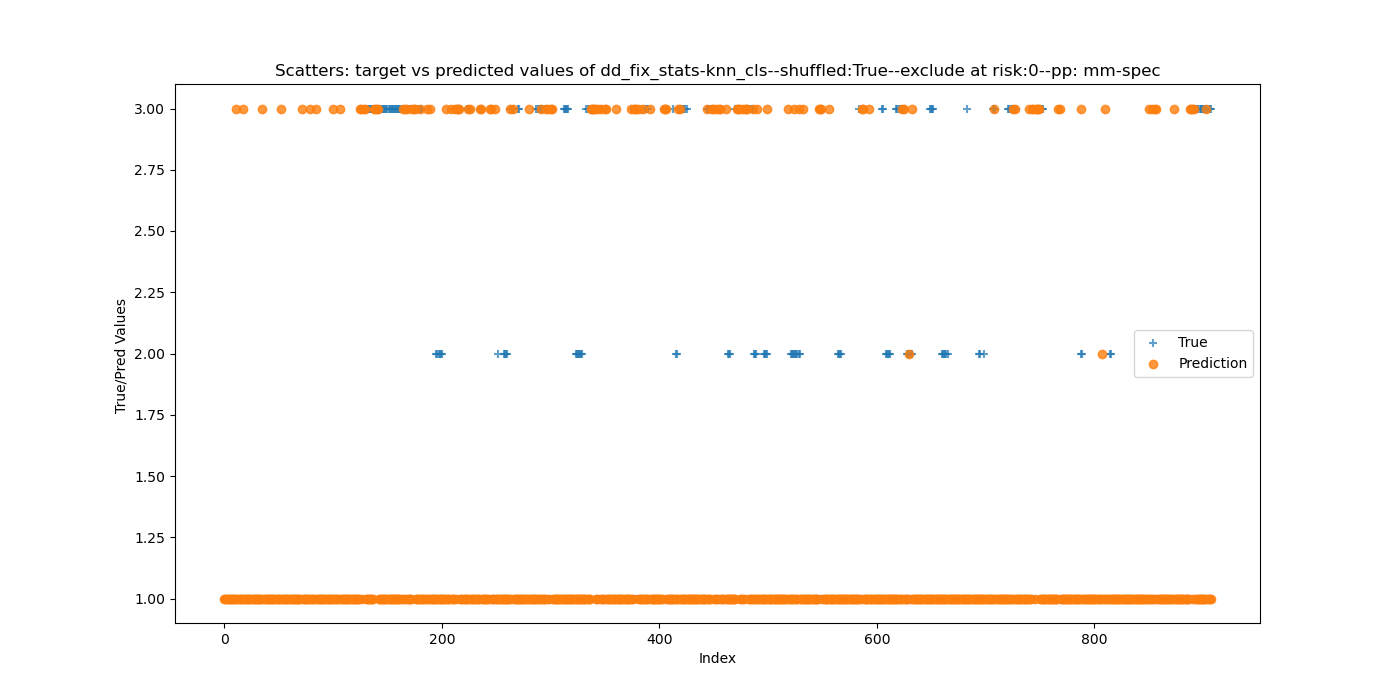 Scatters: target vs predicted values of dd_fix_stats-knn_cls--shuffled:True--exclude at risk:0--pp: mm-spec
3.00
2.75
2.50
2.25
2.00
1.75
1.50
1.25
1.00
True/Pred Values
True
Prediction
0
200
400
600
800
Index